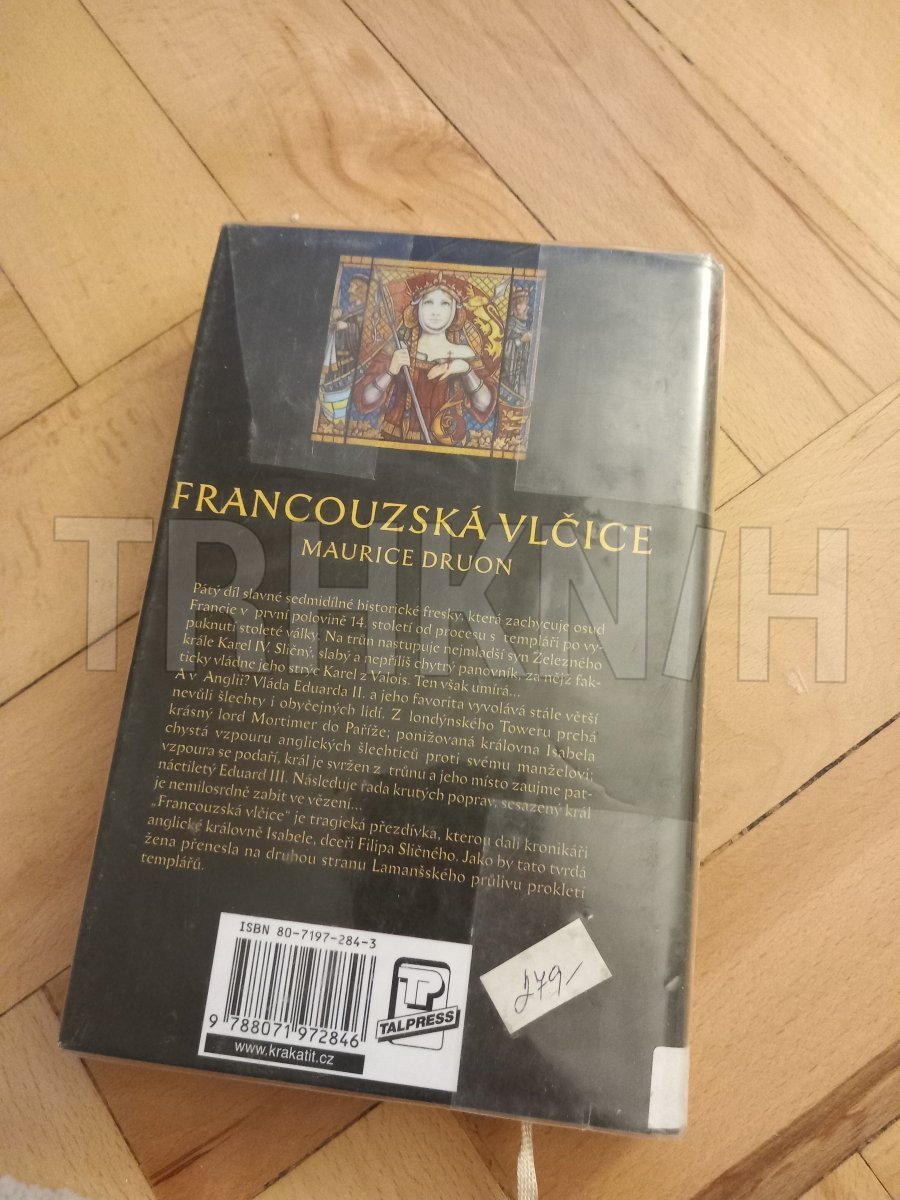 FRANCOUZSKÁ VLČICE
MAURICE DRUON
Pátý díl slavné sedmidílné historické fresky, která zachycuje osud
Francie v první polovině 14. století od procesu s templáři po vy-
puknutí stoleté války. Na trůn nastupuje nejmladší syn Železného
krále Karel IV. Sličný, slabý a nepříliš chytrý panovník, za nějž fak-
ticky vládne jeho strýc Karel z Valois. Ten však umírá...
A v Anglii? Vláda Eduarda II. a jeho favorita vyvolává stále větší
nevůli šlechty i obyčejných lidí. Z londýnského Toweru prchá
krásný lord Mortimer do Paříže; ponižovaná královna Isabela
chystá vzpouru anglických šlechticů proti svému manželovi;
vzpoura se podaří, král je svržen z trůnu a jeho místo zaujme pat-
náctiletý Eduard III. Následuje řada krutých poprav, sesazený král
je nemilosrdně zabit ve vězení...
„Francouzská vlčice“ je tragická přezdívka, kterou dali kronikáři
anglické královně Isabele, dceři Filipa Sličného. Jako by tato tvrdá
žena přenesla na druhou stranu Lamanšského průlivu prokletí
templářů.
ISBN 80-7197-284-3
9 788071 972846
www.krakatit.cz
TP
TALPRESS
279,-
TRHKNIH